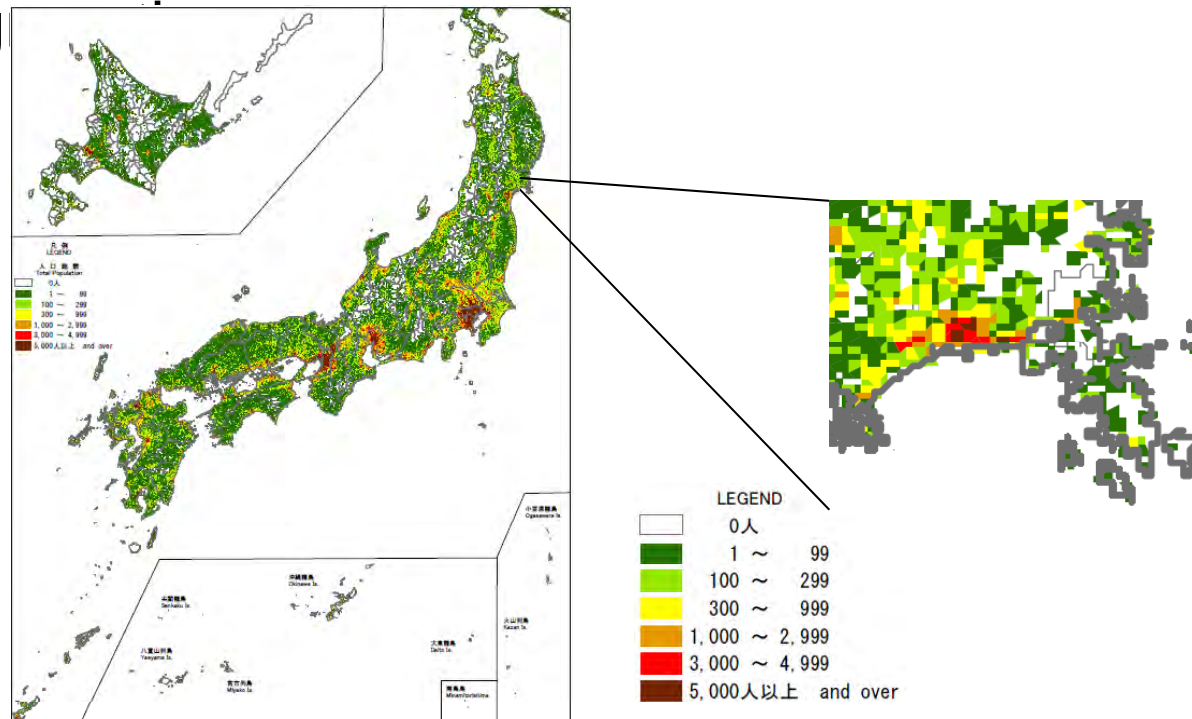 凡 例
LEGEND
人 口 総 数
Total Population
0人
1 ～ 99
100 ～ 299
300 ～ 999
1,000 ～ 2,999
3,000 ～ 4,999
5,000人以上 and over
小笠原諸島
Ogasawara Is.
沖縄諸島
Okinawa Is.
尖閣諸島
Senkaku Is.
八重山列島
Yaeyama Is.
宮古列島
Miyako Is.
大東諸島
Daito Is.
火山列島
Kazan Is.
南鳥島
Minamitorishima
LEGEND
0人
1 ～ 99
100 ～ 299
300 ～ 999
1,000 ～ 2,999
3,000 ～ 4,999
5,000人以上 and over